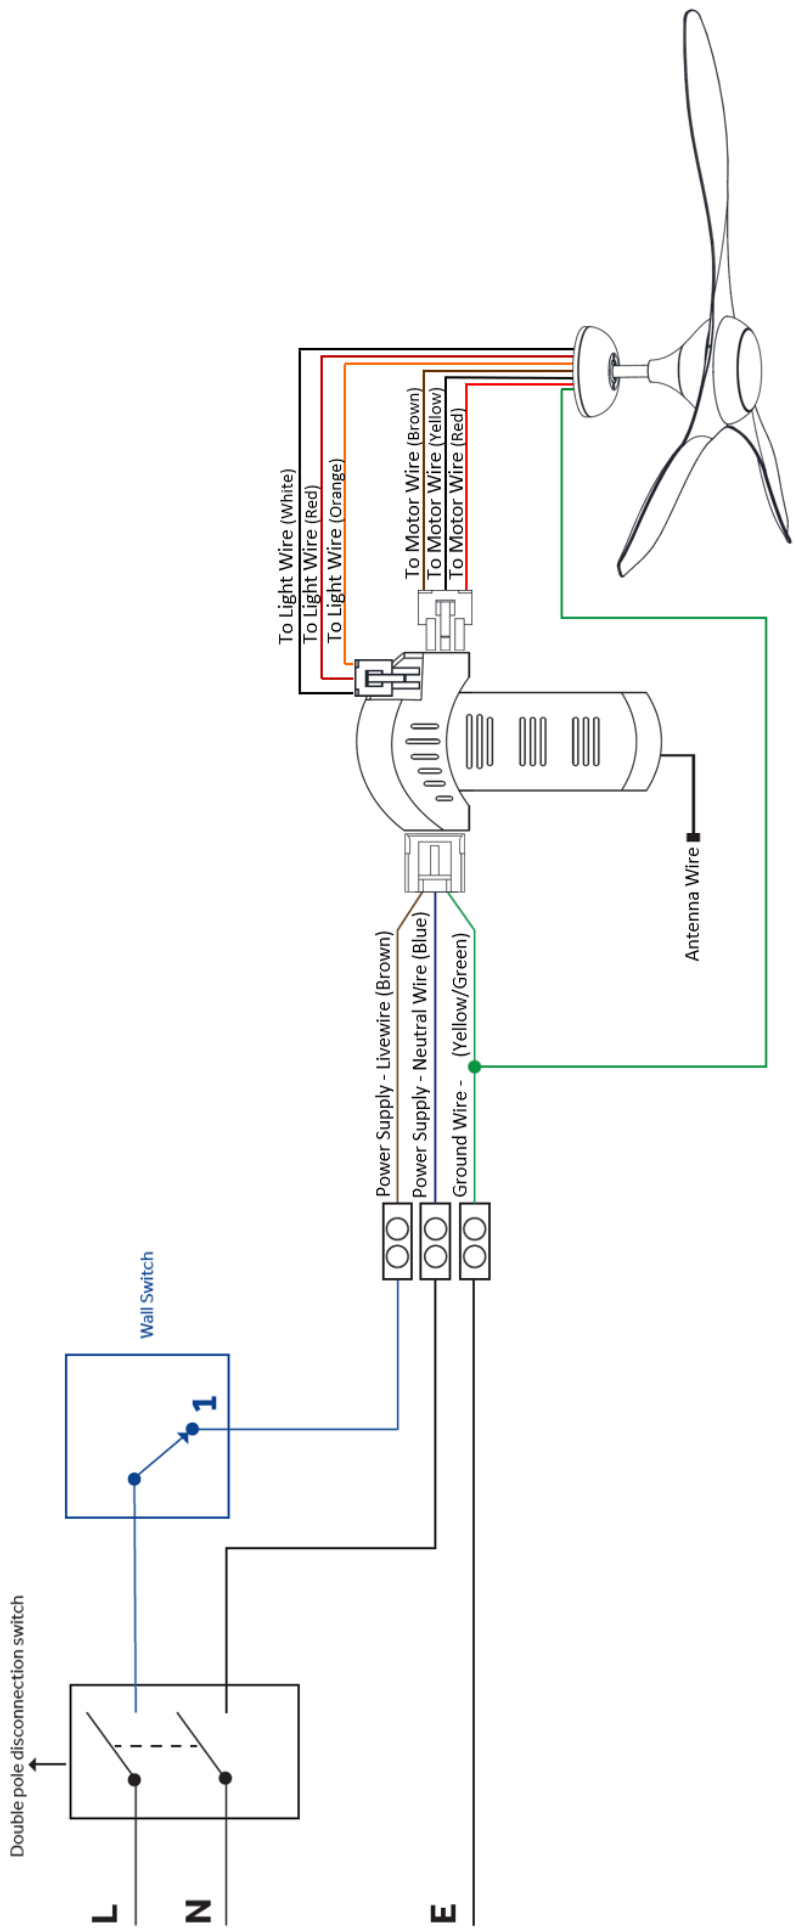 Double pole disconnection switch
L
N
E
Wall Switch
1
Power Supply - Livewire (Brown)
Power Supply - Neutral Wire (Blue)
Ground Wire - (Yellow/Green)
Antenna Wire
To Light Wire (White)
To Light Wire (Red)
To Light Wire (Orange)
To Motor Wire (Brown)
To Motor Wire (Yellow)
To Motor Wire (Red)